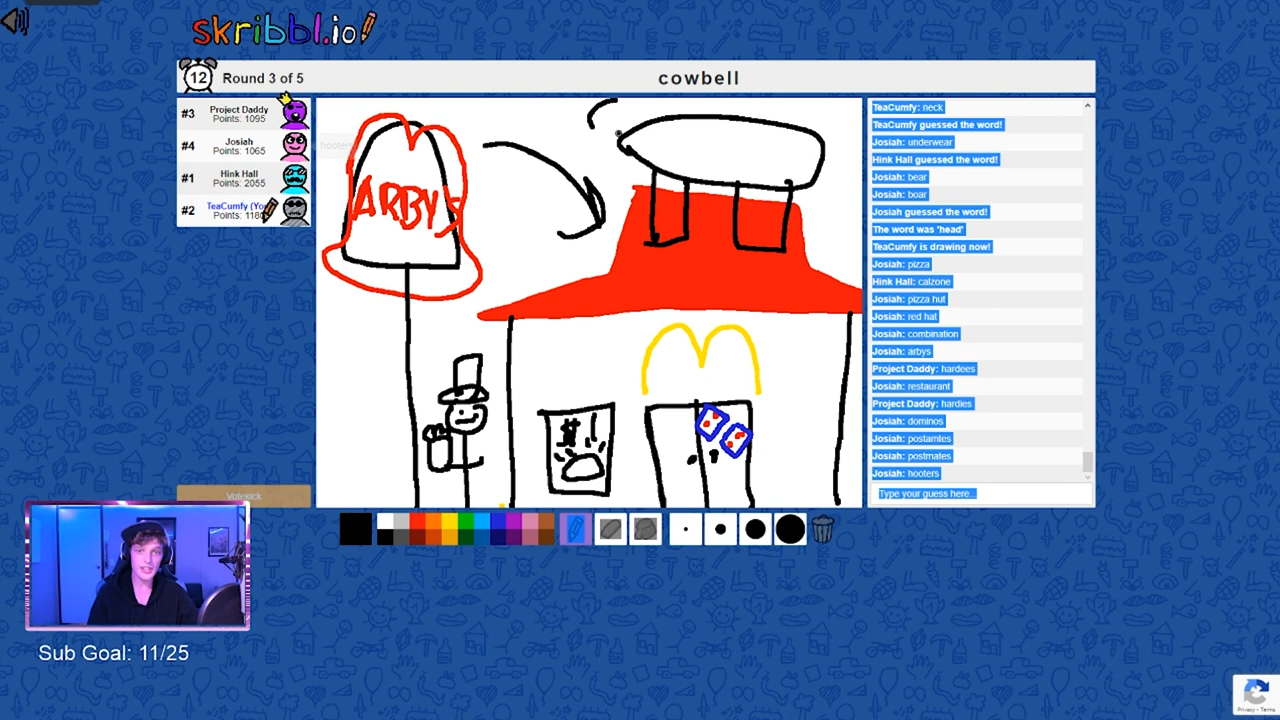 skribbl.io
12
Round 3 of 5
cowbell
#3
Project Daddy
Points: 1095
#4
Josiah
Points: 1065
#1
Hink Hall
Points: 2055
#2
TeaCumfy (You)
Points: 1180
hooters
ARBYS
TeaCumfy: neck
TeaCumfy guessed the word!
Josiah: underwear
Hink Hall guessed the word!
Josiah: bear
Josiah: boar
Josiah guessed the word!
The word was 'head'
TeaCumfy is drawing now!
Josiah: pizza
Hink Hall: calzone
Josiah: pizza hut
Josiah: red hat
Josiah: combination
Josiah: arbys
Project Daddy: hardees
Josiah: restaurant
Project Daddy: hardies
Josiah: dominos
Josiah: postamtes
Josiah: postmates
Josiah: hooters
Type your guess here...
Votekick
Sub Goal: 11/25
Privacy - Terms